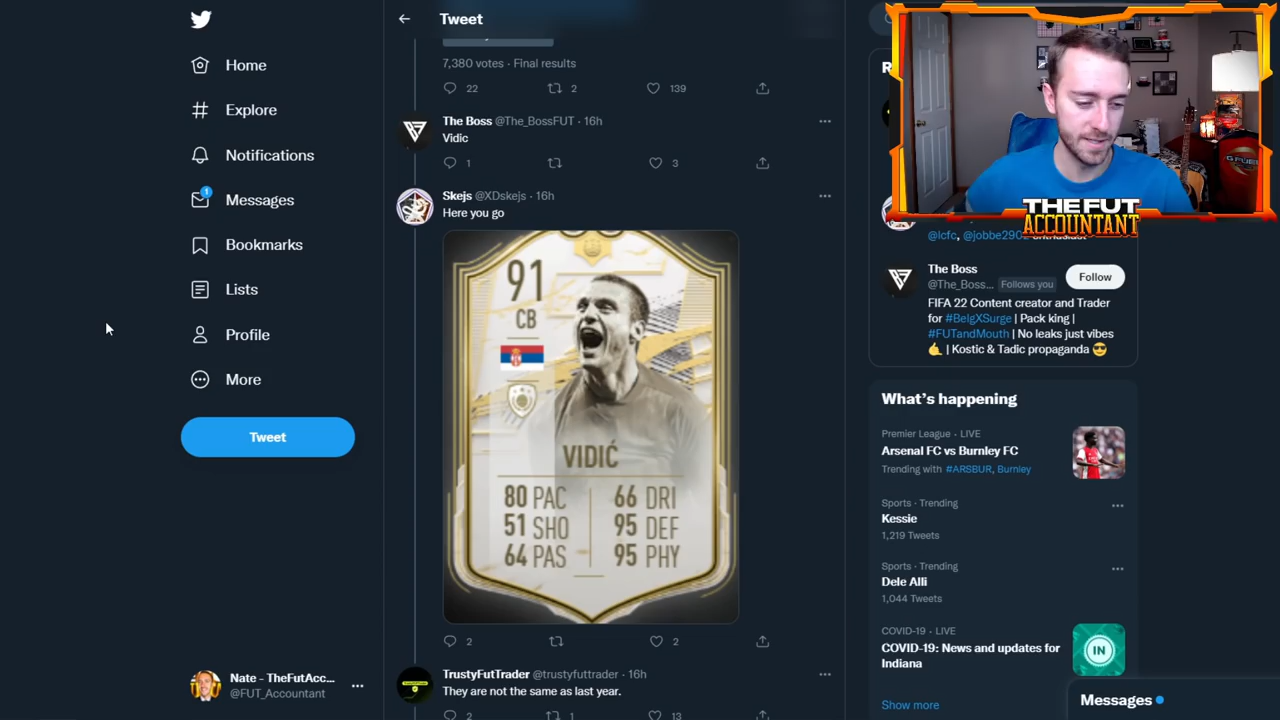 Home
Explore
Notifications
1
Messages
Bookmarks
Lists
Profile
More
Tweet
Nate - TheFutAcc...
@FUT_Accountant
Tweet
7,380 votes · Final results
22
2
139
The Boss @The_BossFUT · 16h
Vidic
1
3
Skejs @XDskejs · 16h
Here you go
91
CB
VIDIĆ
80 PAC
51 SHO
64 PAS
66 DRI
95 DEF
95 PHY
2
2
TrustyFutTrader @trustyfuttrader · 16h
They are not the same as last year.
2
1
13
THE FUT
ACCOUNTANT
The Boss
@The_Boss... Follows you
Follow
FIFA 22 Content creator and Trader
for #BelgXSurge | Pack king |
#FUTandMouth | No leaks just vibes
| Kostic & Tadic propaganda
What's happening
Premier League · LIVE
Arsenal FC vs Burnley FC
Trending with #ARSBUR, Burnley
Sports · Trending
Kessie
1,219 Tweets
Sports · Trending
Dele Alli
1,044 Tweets
COVID-19 · LIVE
COVID-19: News and updates for
Indiana
IN
Show more
Messages